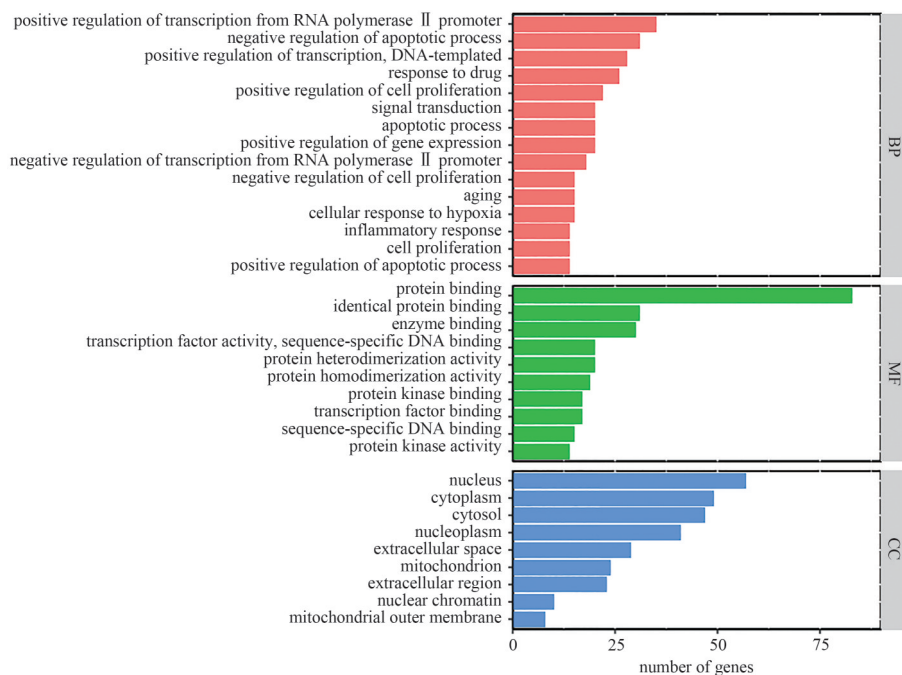 positive regulation of transcription from RNA polymerase Ⅱ promoter
negative regulation of apoptotic process
positive regulation of transcription, DNA-templated
response to drug
positive regulation of cell proliferation
signal transduction
apoptotic process
positive regulation of gene expression
negative regulation of transcription from RNA polymerase Ⅱ promoter
negative regulation of cell proliferation
aging
cellular response to hypoxia
inflammatory response
cell proliferation
positive regulation of apoptotic process
BP
protein binding
identical protein binding
enzyme binding
transcription factor activity, sequence-specific DNA binding
protein heterodimerization activity
protein homodimerization activity
protein kinase binding
transcription factor binding
sequence-specific DNA binding
protein kinase activity
MF
nucleus
cytoplasm
cytosol
nucleoplasm
extracellular space
mitochondrion
extracellular region
nuclear chromatin
mitochondrial outer membrane
CC
0 25 50 75
number of genes